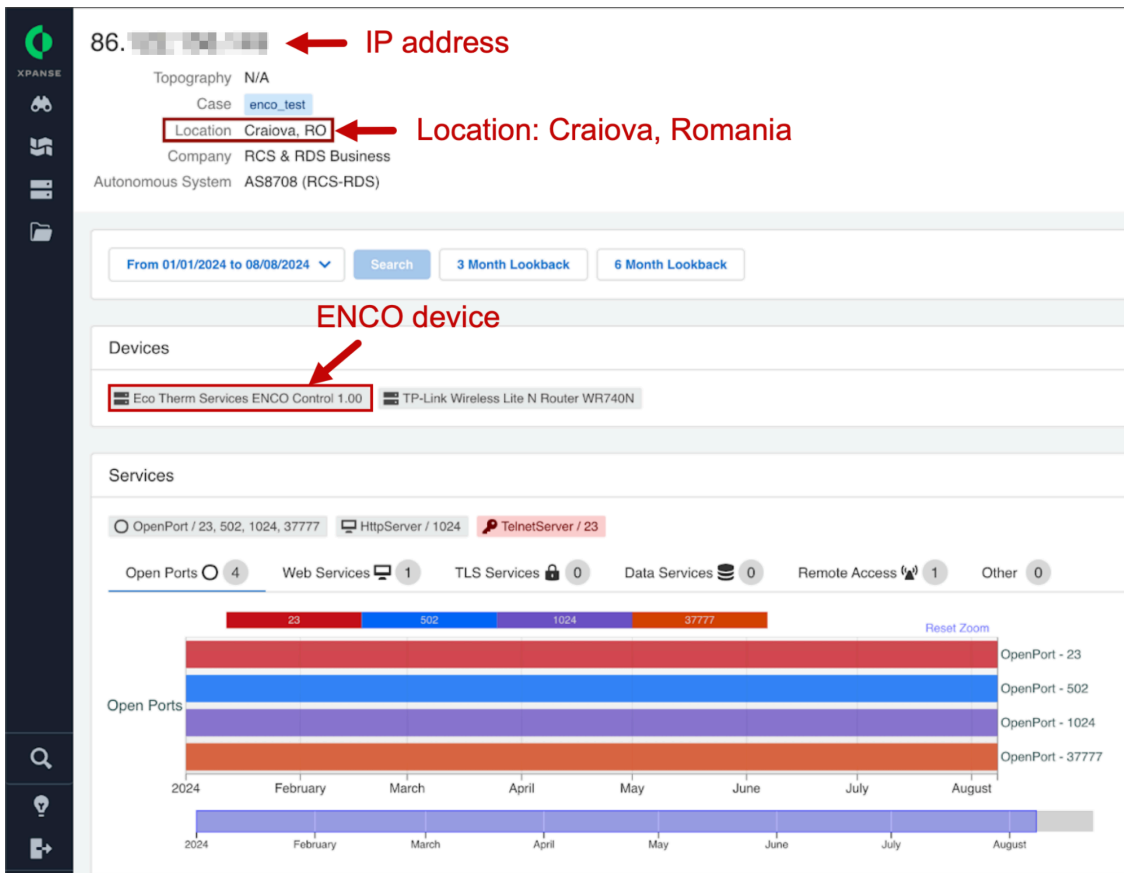 86.
IP address
XPANSE
Topography N/A
Case enco_test
Location Craiova, RO
Location: Craiova, Romania
Company RCS & RDS Business
Autonomous System AS8708 (RCS-RDS)
From 01/01/2024 to 08/08/2024 Search 3 Month Lookback 6 Month Lookback
ENCO device
Devices
Eco Therm Services ENCO Control 1.00 TP-Link Wireless Lite N Router WR740N
Services
OpenPort / 23, 502, 1024, 37777 HttpServer / 1024 TelnetServer / 23
Open Ports 4 Web Services 1 TLS Services 0 Data Services 0 Remote Access 1 Other 0
23 502 1024 37777
Reset Zoom
OpenPort - 23
OpenPort - 502
Open Ports
OpenPort - 1024
OpenPort - 37777
2024 February March April May June July August
2024 February March April May June July August